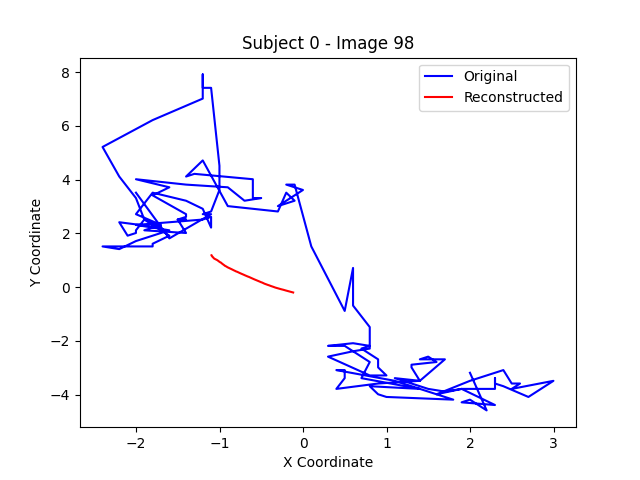 Subject 0 - Image 98
Original
Reconstructed
Y Coordinate
8
6
4
2
0
−2
−4
−2 −1 0 1 2 3
X Coordinate